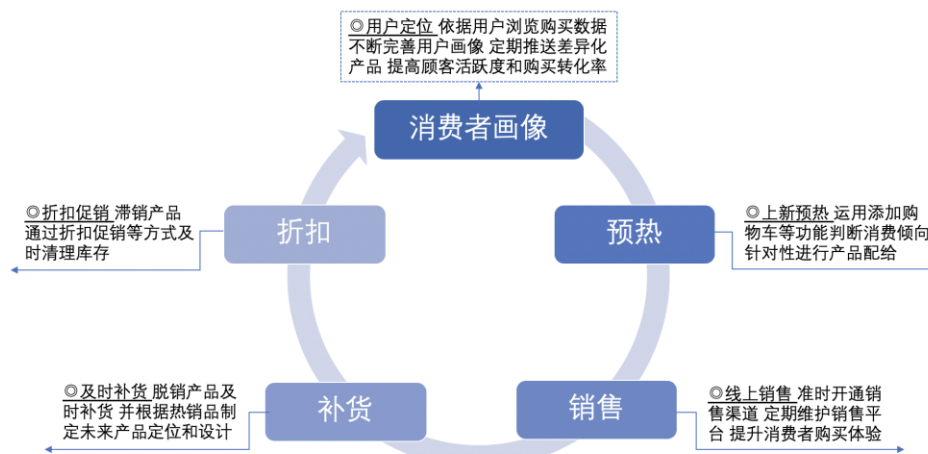 ◎用户定位 依据用户浏览购买数据
不断完善用户画像 定期推送差异化
产品 提高顾客活跃度和购买转化率
消费者画像
◎折扣促销 滞销产品
通过折扣促销等方式及
时清理库存
折扣
预热
◎上新预热 运用添加购
物车等功能判断消费倾向
针对性进行产品配给
◎及时补货 脱销产品及
时补货 并根据热销品制
定未来产品定位和设计
补货
销售
◎线上销售 准时开通销
售渠道 定期维护销售平
台 提升消费者购买体验